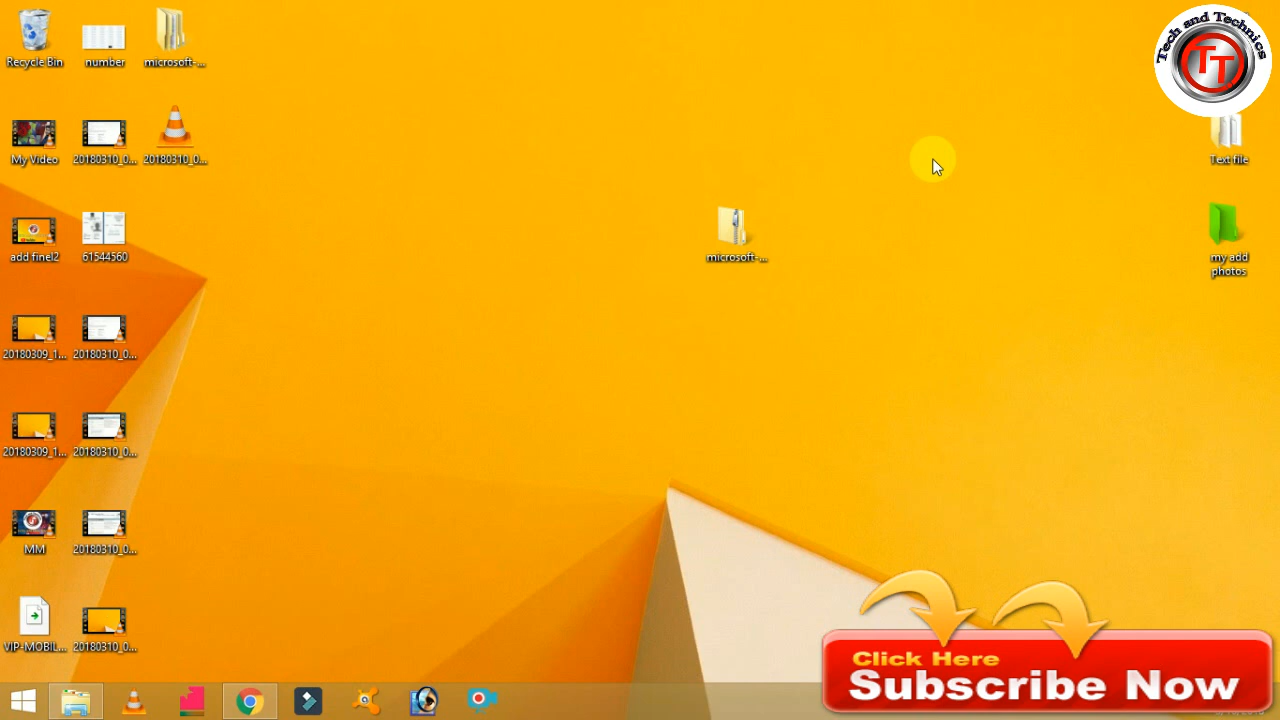 Recycle Bin
number
microsoft-...
My Video
20180310_0...
20180310_0...
add finel2
61544560
20180309_1...
20180310_0...
20180309_1...
20180310_0...
MM
20180310_0...
VIP-MOBIL...
20180310_0...
microsoft-...
Tech and Technics
TT
Text file
my add
photos
Click Here
Subscribe Now